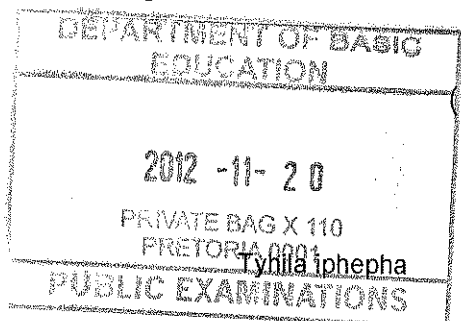 DEPARTMENT OF BASIC
EDUCATION
2012 -11- 20
PRIVATE BAG X 110
PRETORIA 0001
Tyhila iphepha
PUBLIC EXAMINATIONS